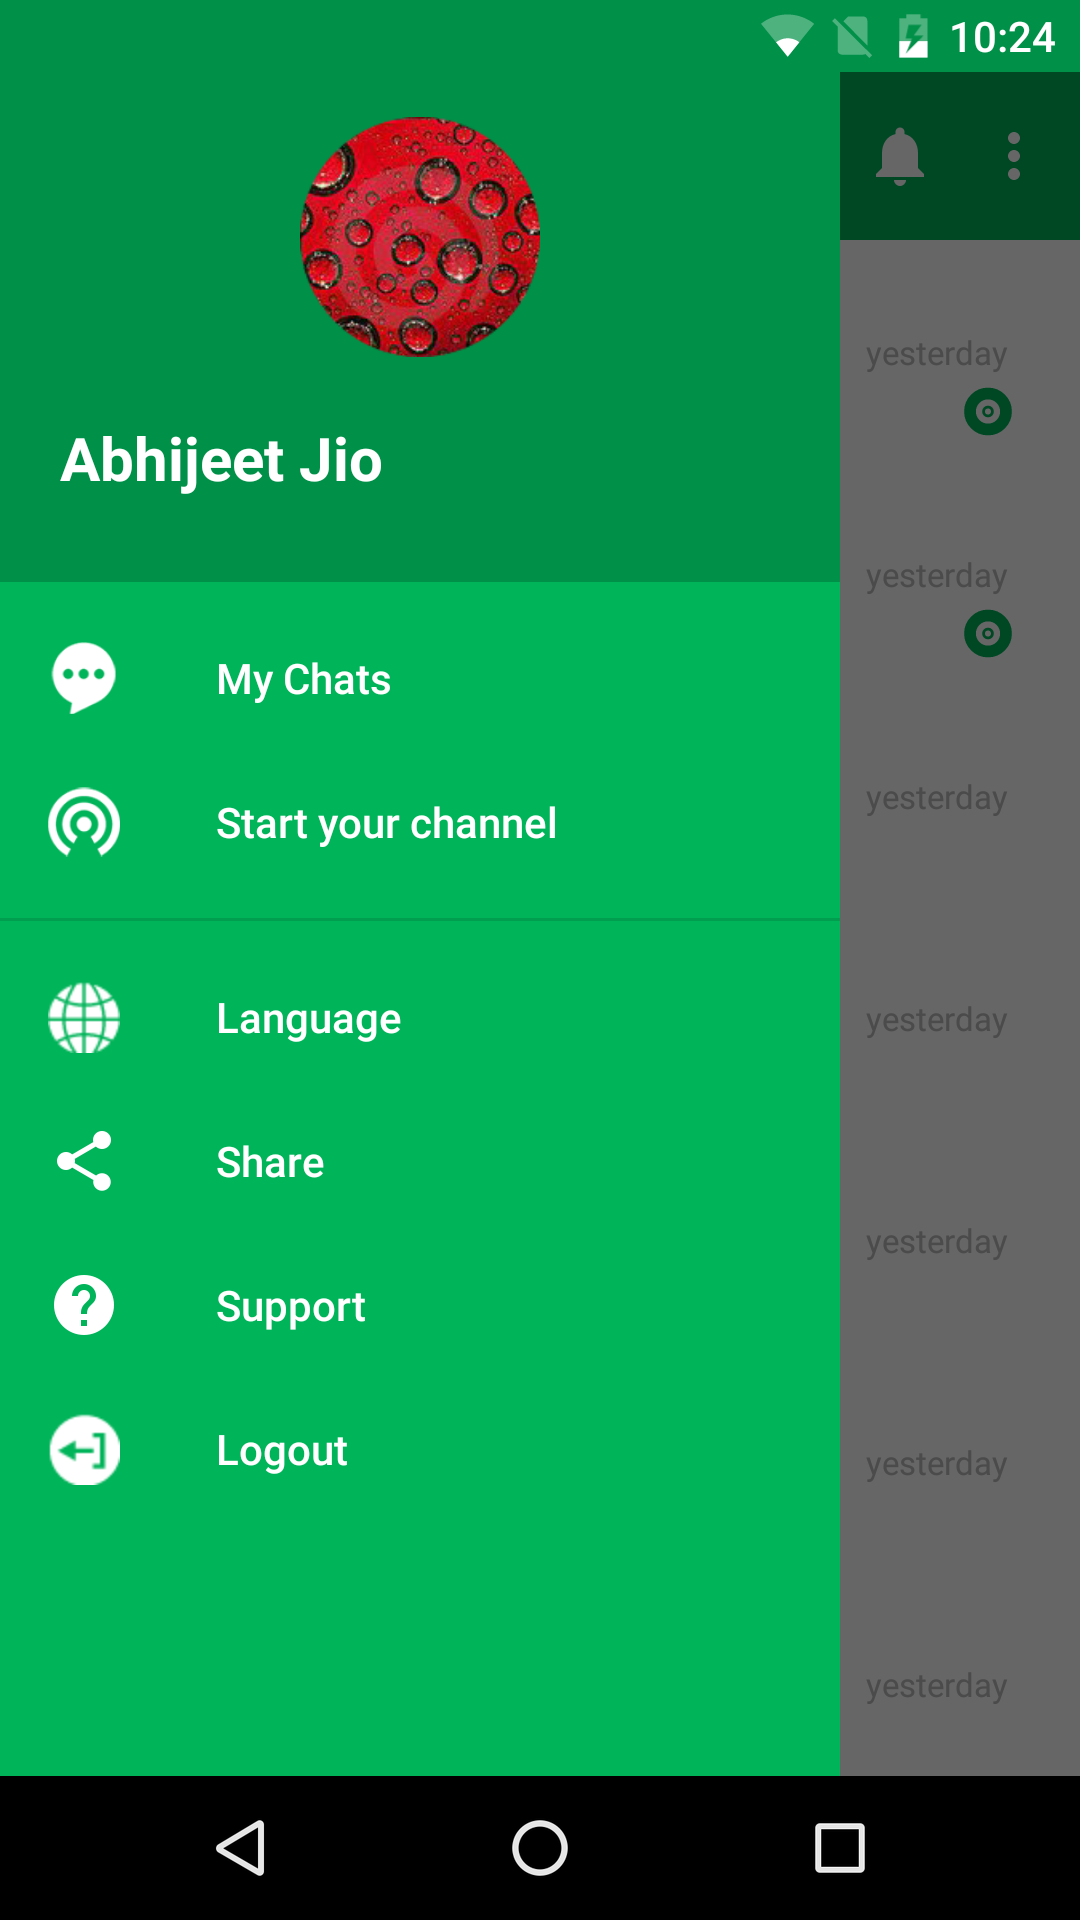 10:24
yesterday
Abhijeet Jio
yesterday
My Chats
yesterday
Start your channel
Language
yesterday
Share
yesterday
Support
Logout
yesterday
yesterday